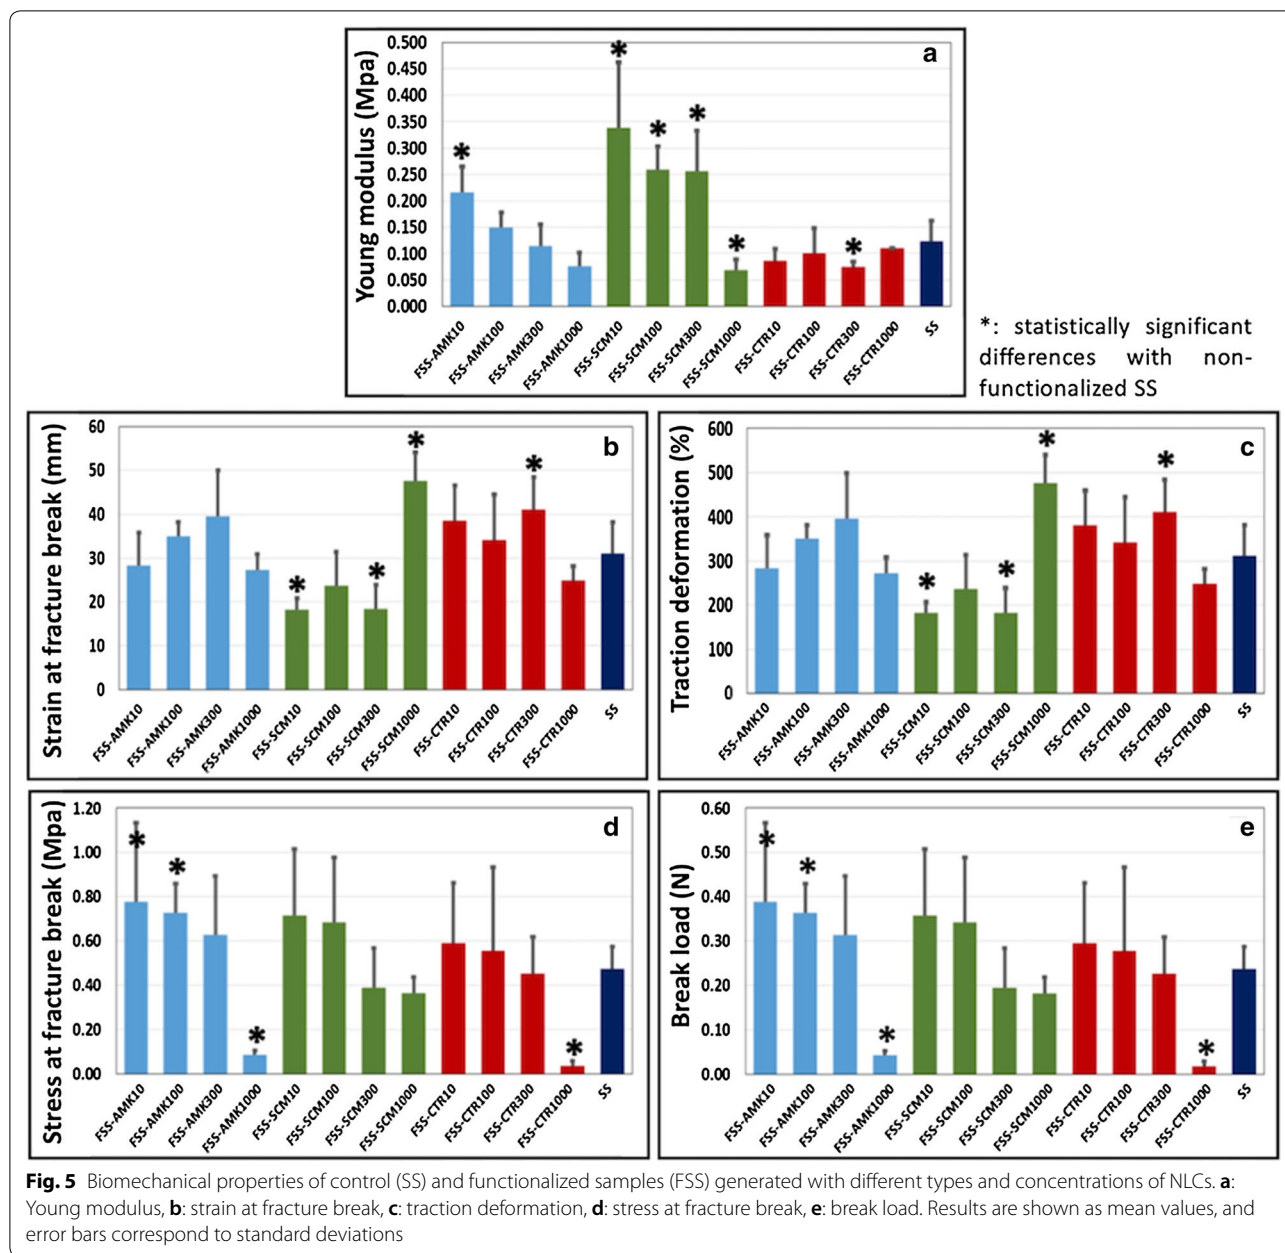 a
Young modulus (Mpa)
0.500
0.450
0.400
0.350
0.300
0.250
0.200
0.150
0.100
0.050
0.000
* * * * * *
FSS-AMK10 FSS-AMK100 FSS-AMK300 FSS-AMK1000 FSS-SCM10 FSS-SCM100 FSS-SCM300 FSS-SCM1000 FSS-CTR10 FSS-CTR100 FSS-CTR300 FSS-CTR1000 SS
*: statistically significant
differences with non-
functionalized SS
b
Strain at fracture break (mm)
60
50
40
30
20
10
0
* * * *
FSS-AMK10 FSS-AMK100 FSS-AMK300 FSS-AMK1000 FSS-SCM10 FSS-SCM100 FSS-SCM300 FSS-SCM1000 FSS-CTR10 FSS-CTR100 FSS-CTR300 FSS-CTR1000 SS
c
Traction deformation (%)
600
500
400
300
200
100
0
* * * *
FSS-AMK10 FSS-AMK100 FSS-AMK300 FSS-AMK1000 FSS-SCM10 FSS-SCM100 FSS-SCM300 FSS-SCM1000 FSS-CTR10 FSS-CTR100 FSS-CTR300 FSS-CTR1000 SS
d
Stress at fracture break (Mpa)
1.20
1.00
0.80
0.60
0.40
0.20
0.00
* * * *
FSS-AMK10 FSS-AMK100 FSS-AMK300 FSS-AMK1000 FSS-SCM10 FSS-SCM100 FSS-SCM300 FSS-SCM1000 FSS-CTR10 FSS-CTR100 FSS-CTR300 FSS-CTR1000 SS
e
Break load (N)
0.60
0.50
0.40
0.30
0.20
0.10
0.00
* * * *
FSS-AMK10 FSS-AMK100 FSS-AMK300 FSS-AMK1000 FSS-SCM10 FSS-SCM100 FSS-SCM300 FSS-SCM1000 FSS-CTR10 FSS-CTR100 FSS-CTR300 FSS-CTR1000 SS
Fig. 5 Biomechanical properties of control (SS) and functionalized samples (FSS) generated with different types and concentrations of NLCs. a:
Young modulus, b: strain at fracture break, c: traction deformation, d: stress at fracture break, e: break load. Results are shown as mean values, and
error bars correspond to standard deviations